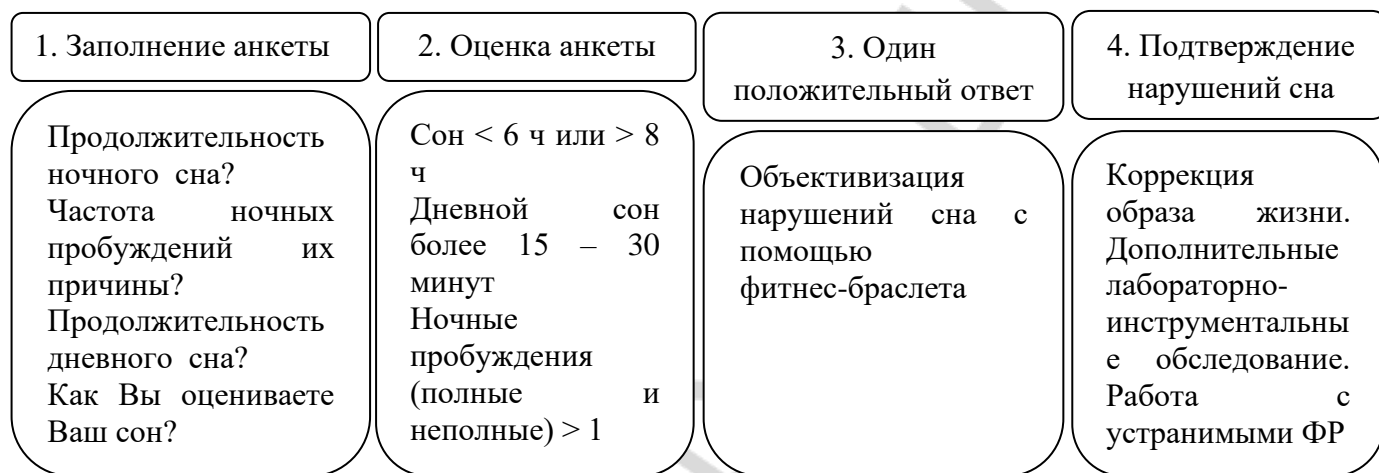 1. Заполнение анкеты
Продолжительность
ночного сна?
Частота ночных
пробуждений их
причины?
Продолжительность
дневного сна?
Как Вы оцениваете
Ваш сон?
2. Оценка анкеты
Сон < 6 ч или > 8
ч
Дневной сон
более 15 – 30
минут
Ночные
пробуждения
(полные и
неполные) > 1
3. Один
положительный ответ
Объективизация
нарушений сна с
помощью
фитнес-браслета
4. Подтверждение
нарушений сна
Коррекция
образа жизни.
Дополнительные
лабораторно-
инструментальны
е обследование.
Работа с
устранимыми ФР